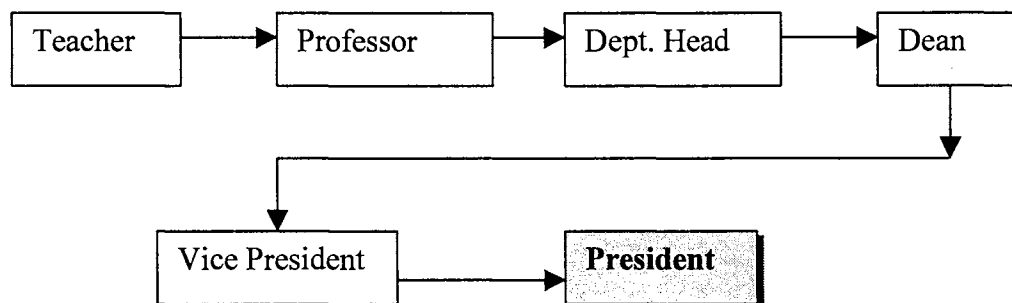 Teacher
Professor
Dept. Head
Dean
Vice President
President